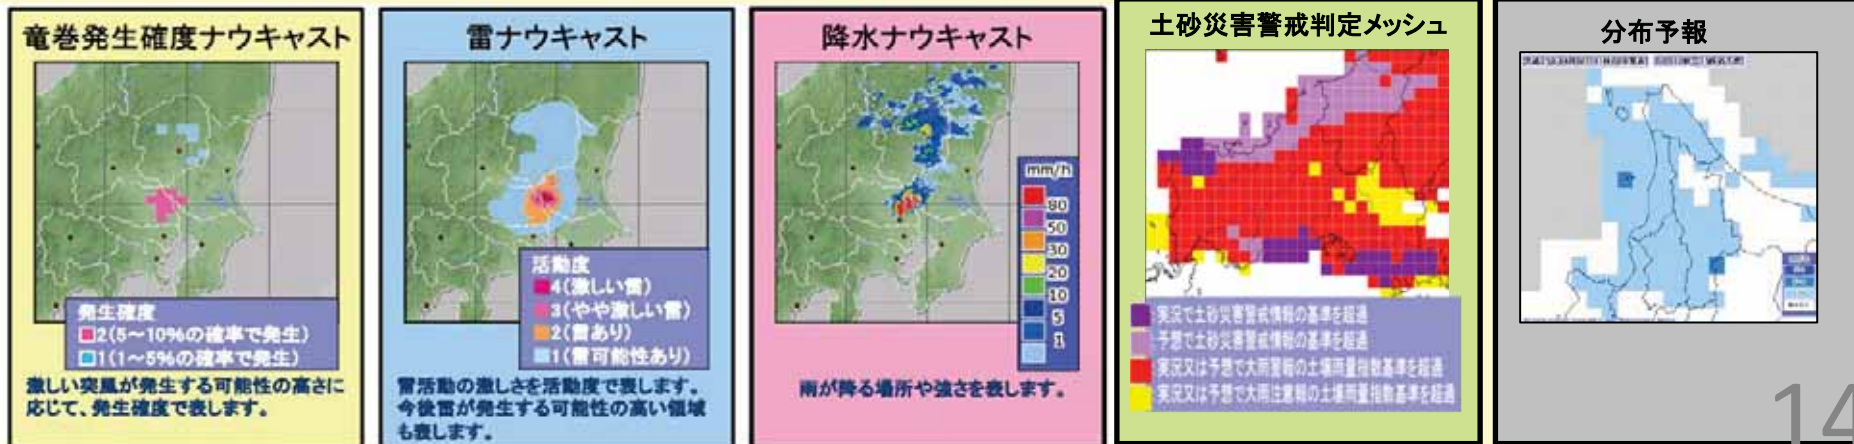 竜巻発生確度ナウキャスト
発生確度
2(5～10%の確率で発生)
1(1～5%の確率で発生)
激しい突風が発生する可能性の高さに
応じて、発生確度で表します。
雷ナウキャスト
活動度
4(激しい雷)
3(やや激しい雷)
2(雷あり)
1(雷可能性あり)
雷活動の激しさを活動度で表します。
今後雷が発生する可能性の高い領域
も表します。
降水ナウキャスト
mm/h
80
50
30
20
10
5
1
雨が降る場所や強さを表します。
土砂災害警戒判定メッシュ
実況で土砂災害警戒情報の基準を超過
予想で土砂災害警戒情報の基準を超過
実況又は予想で大雨警報の土壌雨量指数基準を超過
実況又は予想で大雨注意報の土壌雨量指数基準を超過
分布予報
14